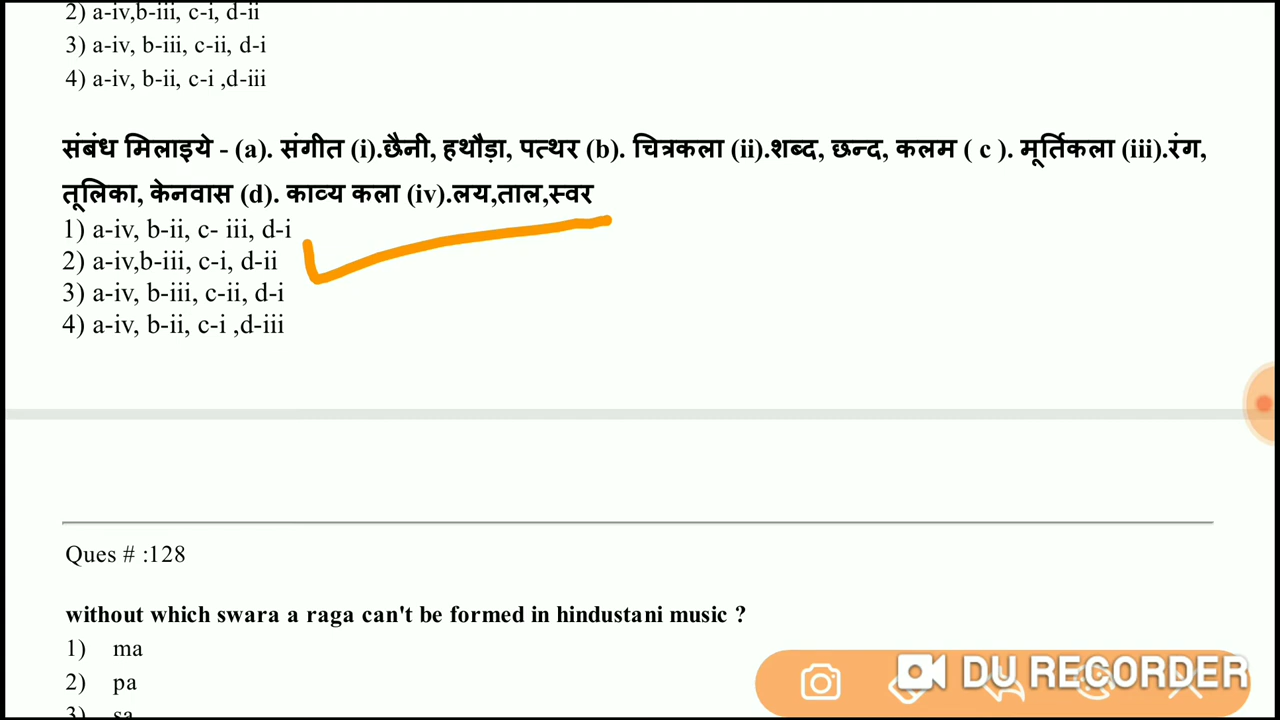 2) a-iv,b-iii, c-i, d-ii
3) a-iv, b-iii, c-ii, d-i
4) a-iv, b-ii, c-i ,d-iii
संबंध मिलाइये - (a). संगीत (i).छैनी, हथौड़ा, पत्थर (b). चित्रकला (ii).शब्द, छन्द, कलम ( c ). मूर्तिकला (iii).रंग,
तूलिका, केनवास (d). काव्य कला (iv).लय,ताल,स्वर
1) a-iv, b-ii, c- iii, d-i
2) a-iv,b-iii, c-i, d-ii
3) a-iv, b-iii, c-ii, d-i
4) a-iv, b-ii, c-i ,d-iii
Ques # :128
without which swara a raga can't be formed in hindustani music ?
1) ma
2) pa
3) sa
DU RECORDER